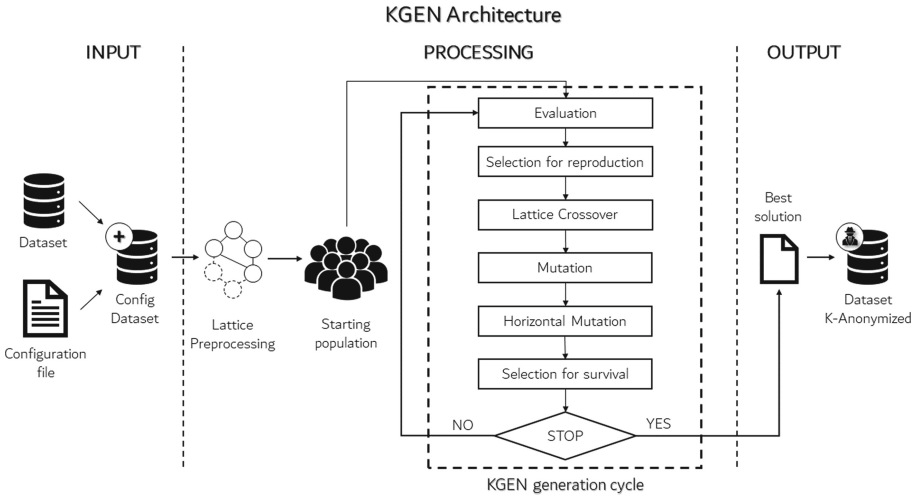 KGEN Architecture
INPUT
PROCESSING
OUTPUT
Dataset
Configuration
file
+
Config
Dataset
Lattice
Preprocessing
Starting
population
Evaluation
Selection for reproduction
Lattice Crossover
Mutation
Horizontal Mutation
Selection for survival
NO
STOP
YES
KGEN generation cycle
Best
solution
Dataset
K-Anonymized